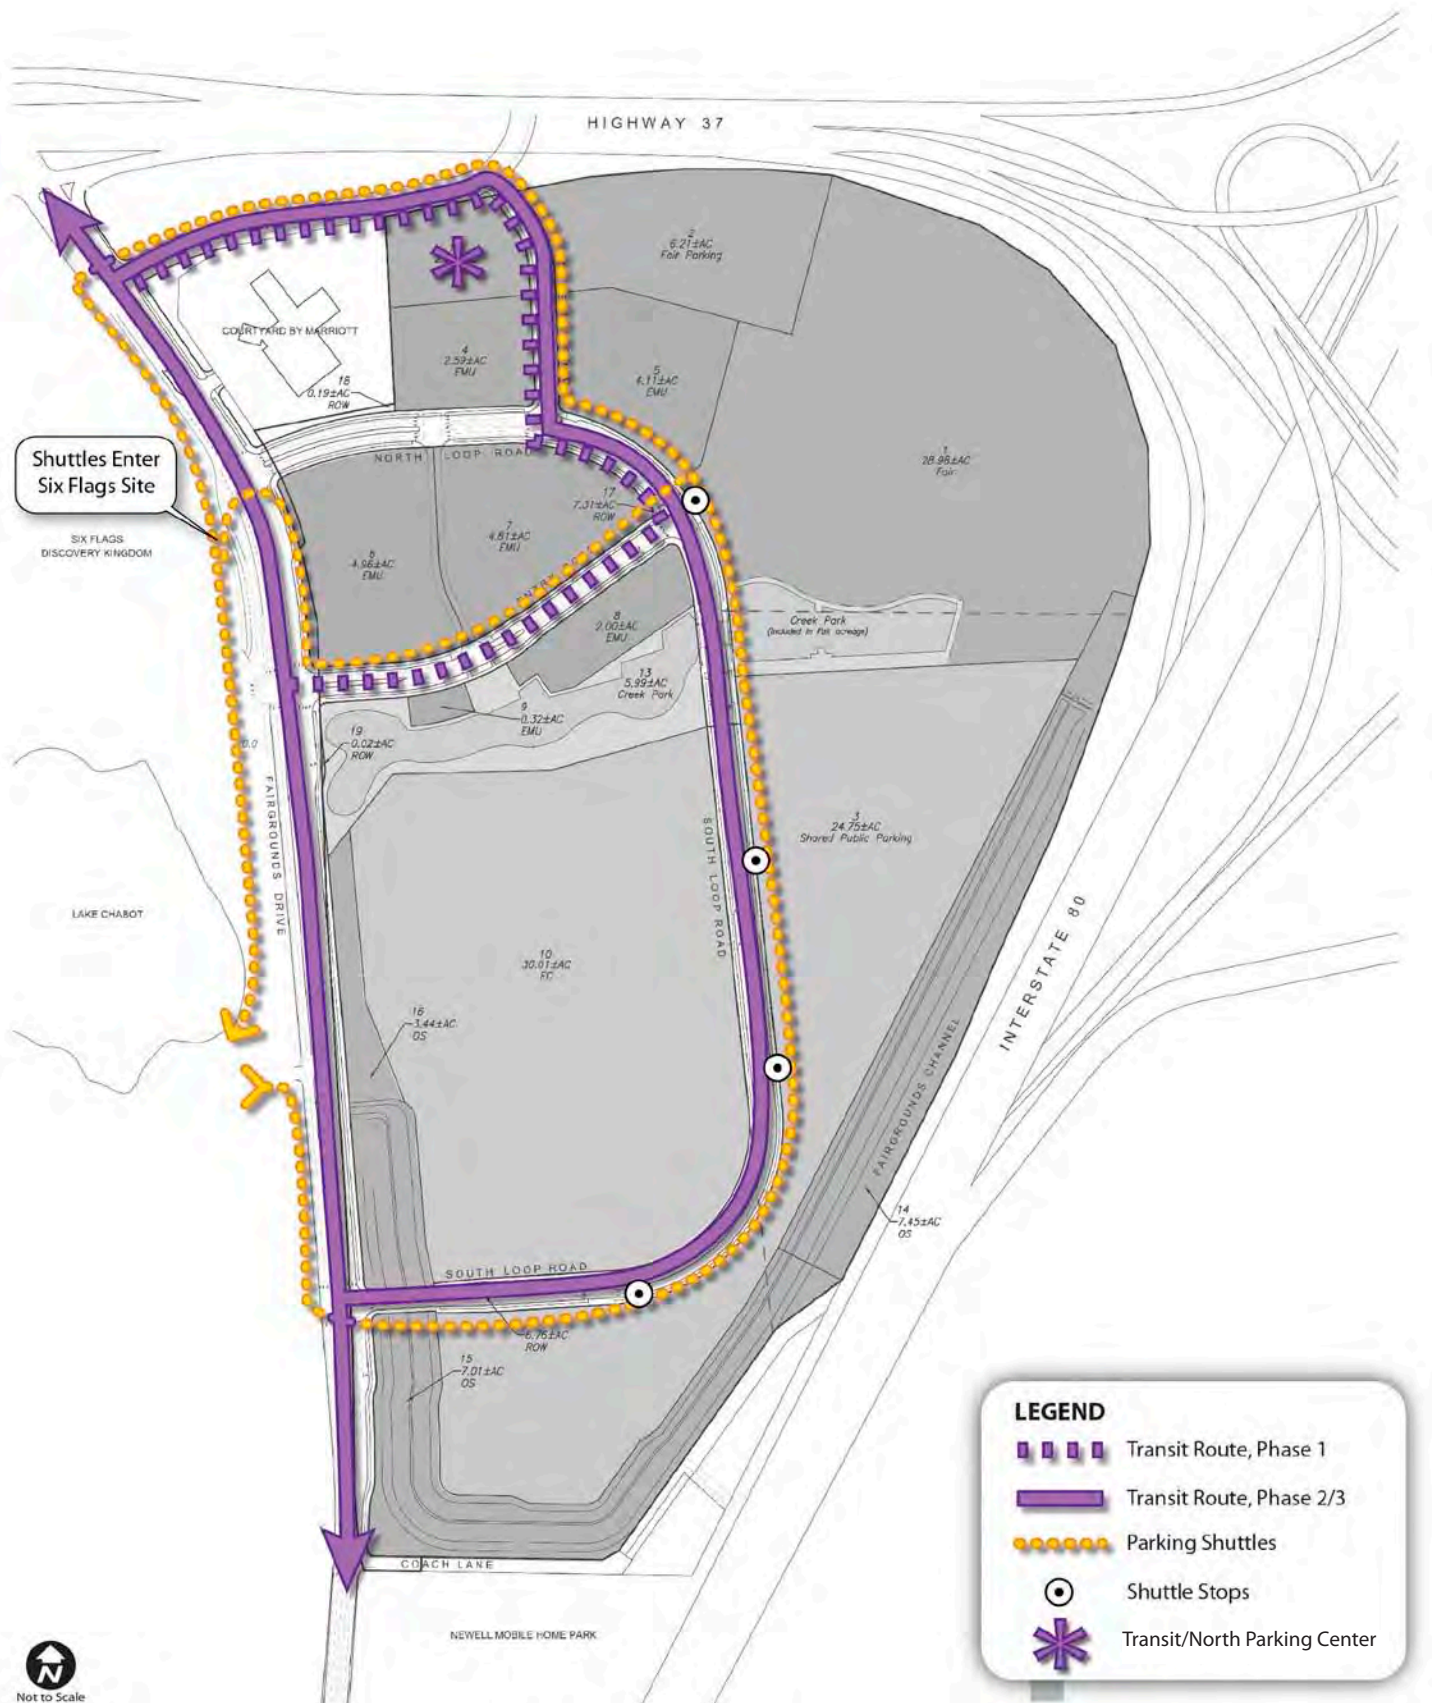 HIGHWAY 37
2
6.21±AC
Fair Parking
COURTYARD BY MARRIOTT
4
2.59±AC
EMU
5
4.11±AC
EMU
18
0.19±AC
ROW
NORTH LOOP ROAD
1
28.98±AC
Fair
Shuttles Enter
Six Flags Site
17
7.31±AC
ROW
SIX FLAGS
DISCOVERY KINGDOM
7
4.81±AC
EMU
6
4.96±AC
EMU
8
2.00±AC
EMU
Creek Park
(Included in Fair acreage)
13
5.99±AC
Creek Park
9
0.32±AC
EMU
19
0.02±AC
ROW
FAIRGROUNDS DRIVE
SOUTH LOOP ROAD
3
24.75±AC
Shared Public Parking
LAKE CHABOT
10
30.01±AC
EC
INTERSTATE 80
16
3.44±AC
OS
FAIRGROUNDS CHANNEL
14
7.45±AC
OS
SOUTH LOOP ROAD
6.76±AC
ROW
15
7.01±AC
OS
COACH LANE
NEWELL MOBILE HOME PARK
LEGEND
Transit Route, Phase 1
Transit Route, Phase 2/3
Parking Shuttles
Shuttle Stops
Transit/North Parking Center
N
Not to Scale